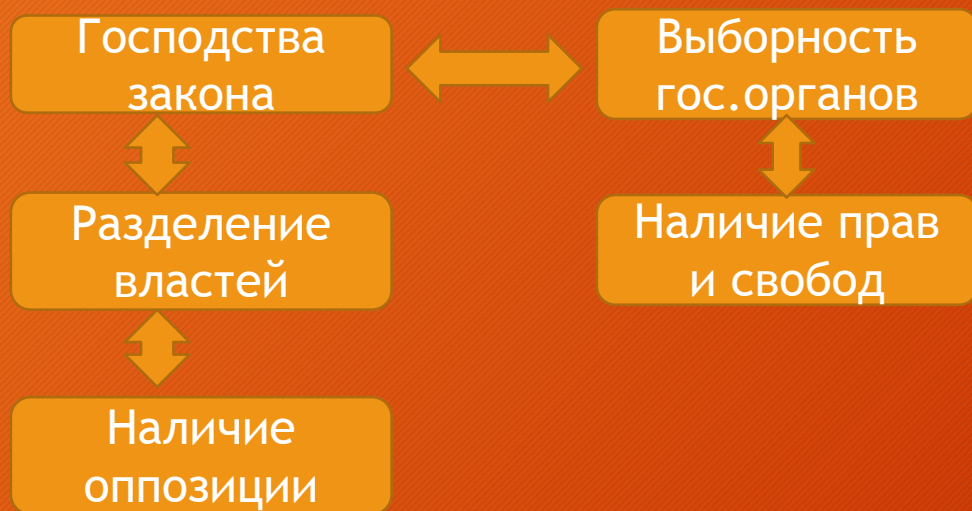 Господства
закона
Выборность
гос.органов
Разделение
властей
Наличие прав
и свобод
Наличие
оппозиции